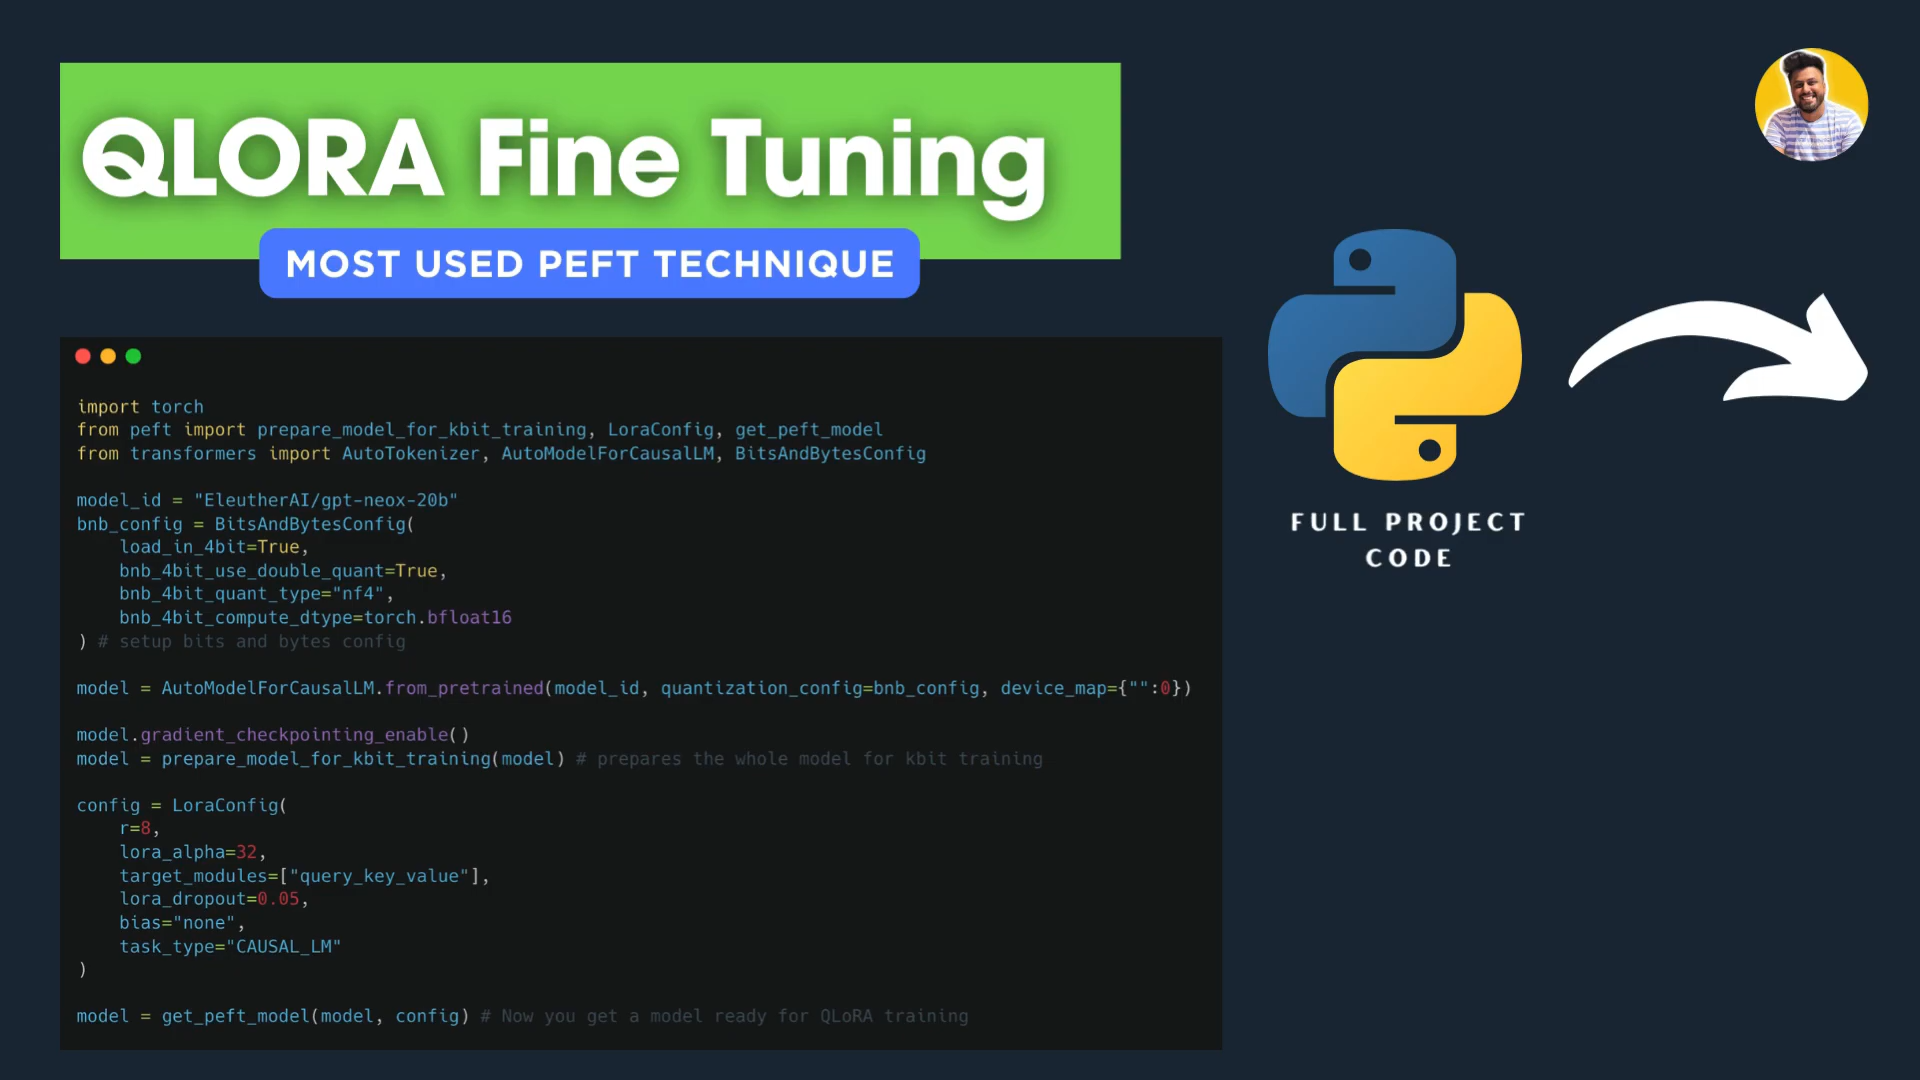 QLORA Fine Tuning
MOST USED PEFT TECHNIQUE
import torch
from peft import prepare_model_for_kbit_training, LoraConfig, get_peft_model
from transformers import AutoTokenizer, AutoModelForCausalLM, BitsAndBytesConfig
model_id = "EleutherAI/gpt-neox-20b"
bnb_config = BitsAndBytesConfig(
    load_in_4bit=True,
    bnb_4bit_use_double_quant=True,
    bnb_4bit_quant_type="nf4",
    bnb_4bit_compute_dtype=torch.bfloat16
) # setup bits and bytes config
model = AutoModelForCausalLM.from_pretrained(model_id, quantization_config=bnb_config, device_map={"":0})
model.gradient_checkpointing_enable()
model = prepare_model_for_kbit_training(model) # prepares the whole model for kbit training
config = LoraConfig(
    r=8,
    lora_alpha=32,
    target_modules=["query_key_value"],
    lora_dropout=0.05,
    bias="none",
    task_type="CAUSAL_LM"
)
model = get_peft_model(model, config) # Now you get a model ready for QLoRA training
FULL PROJECT
CODE